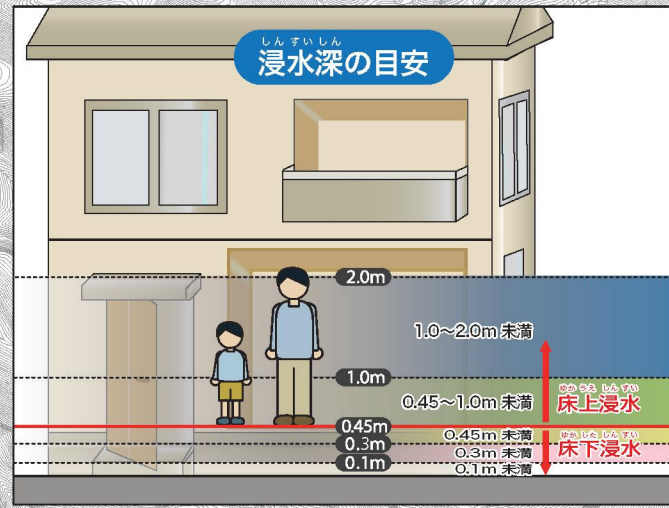 しんすいしん
浸水深の目安
2.0m
1.0~2.0m 未満
1.0m
0.45~1.0m 未満
ゆかうえしんすい
床上浸水
0.45m
0.45m 未満
ゆかしたしんすい
床下浸水
0.3m
0.3m 未満
0.1m
0.1m 未満